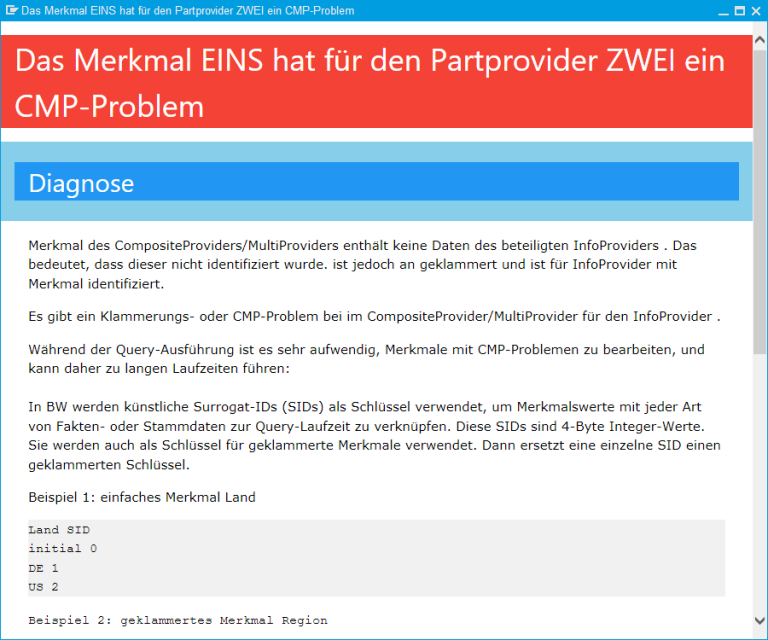 Das Merkmal EINS hat für den Partprovider ZWEI ein CMP-Problem
Das Merkmal EINS hat für den Partprovider ZWEI ein
CMP-Problem
Diagnose
Merkmal des CompositeProviders/MultiProviders enthält keine Daten des beteiligten InfoProviders . Das
bedeutet, dass dieser nicht identifiziert wurde. ist jedoch an geklammert und ist für InfoProvider mit
Merkmal identifiziert.
Es gibt ein Klammerungs- oder CMP-Problem bei im CompositeProvider/MultiProvider für den InfoProvider .
Während der Query-Ausführung ist es sehr aufwendig, Merkmale mit CMP-Problemen zu bearbeiten, und
kann daher zu langen Laufzeiten führen:
In BW werden künstliche Surrogat-IDs (SIDs) als Schlüssel verwendet, um Merkmalswerte mit jeder Art
von Fakten- oder Stammdaten zur Query-Laufzeit zu verknüpfen. Diese SIDs sind 4-Byte Integer-Werte.
Sie werden auch als Schlüssel für geklammerte Merkmale verwendet. Dann ersetzt eine einzelne SID einen
geklammerten Schlüssel.
Beispiel 1: einfaches Merkmal Land
Land SID
initial 0
DE 1
US 2
Beispiel 2: geklammertes Merkmal Region